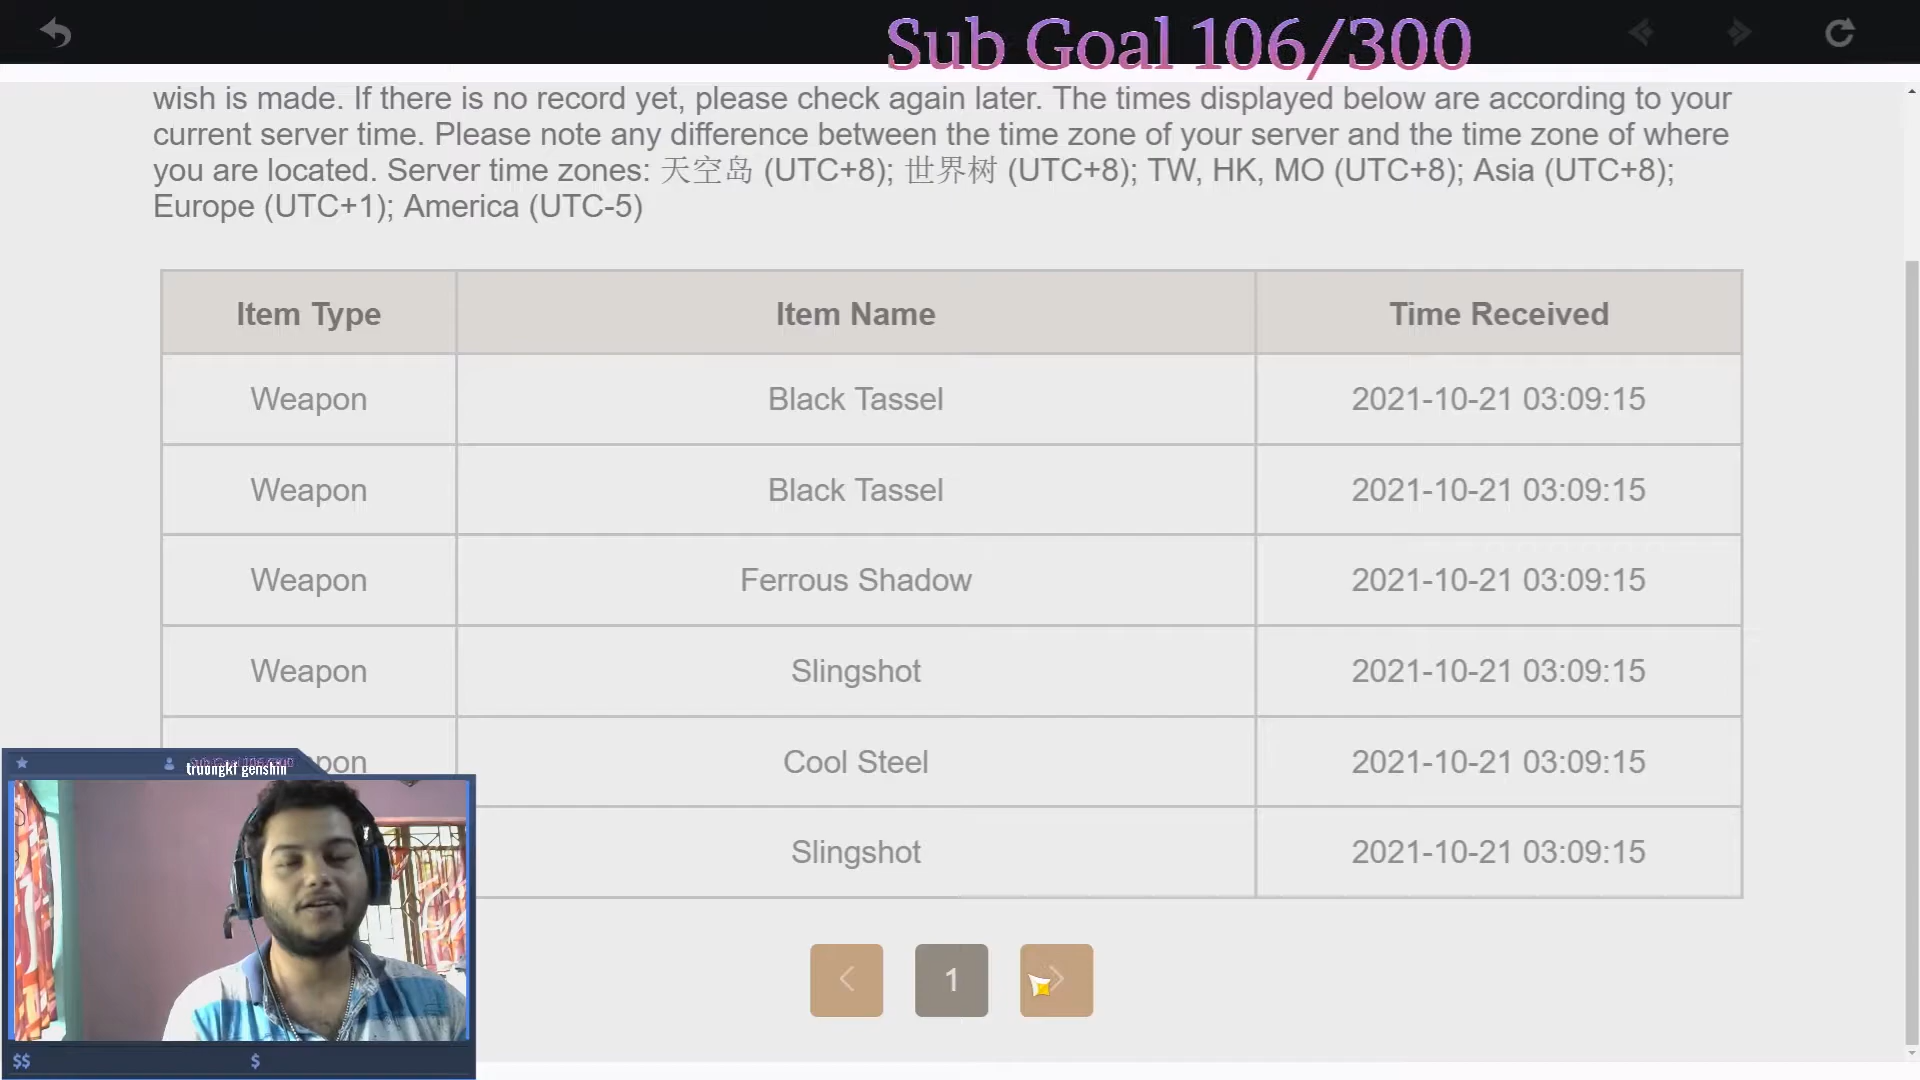 Sub Goal 106/300
wish is made. If there is no record yet, please check again later. The times displayed below are according to your
current server time. Please note any difference between the time zone of your server and the time zone of where
you are located. Server time zones: 天空岛 (UTC+8); 世界树 (UTC+8); TW, HK, MO (UTC+8); Asia (UTC+8);
Europe (UTC+1); America (UTC-5)
Item Type Item Name Time Received
Weapon Black Tassel 2021-10-21 03:09:15
Weapon Black Tassel 2021-10-21 03:09:15
Weapon Ferrous Shadow 2021-10-21 03:09:15
Weapon Slingshot 2021-10-21 03:09:15
pon Cool Steel 2021-10-21 03:09:15
Slingshot 2021-10-21 03:09:15
Sub Goal 106/300
truongkf genshin
< 1 >
$$ $